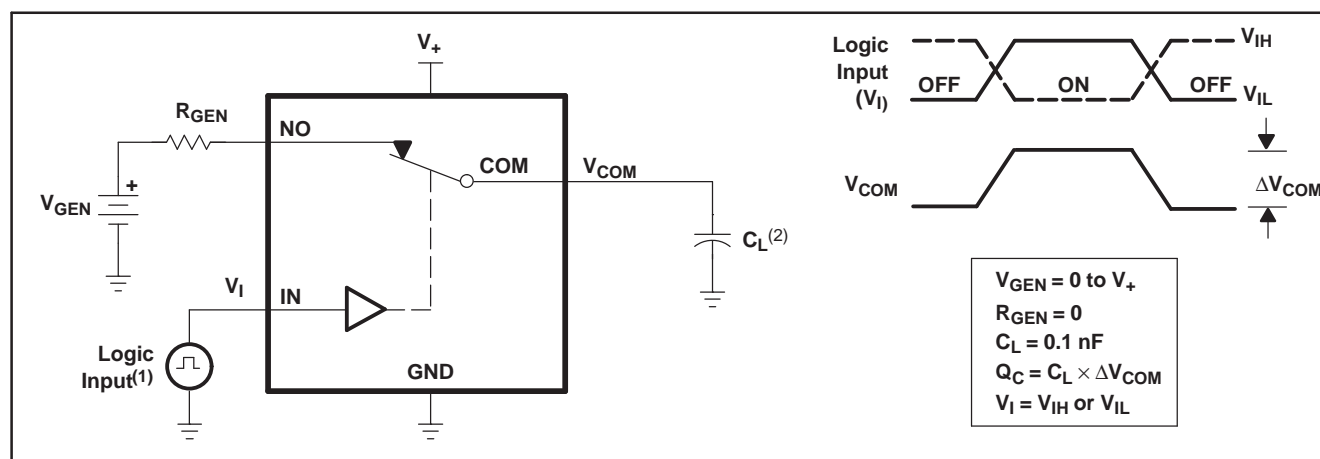 V+
RGEN
NO
COM
VCOM
VGEN
+
CL(2)
VI
IN
Logic
Input(1)
GND
Logic
Input
(VI)
OFF
ON
OFF
VIH
VIL
VCOM
ΔVCOM
VGEN = 0 to V+
RGEN = 0
CL = 0.1 nF
QC = CL × ΔVCOM
VI = VIH or VIL